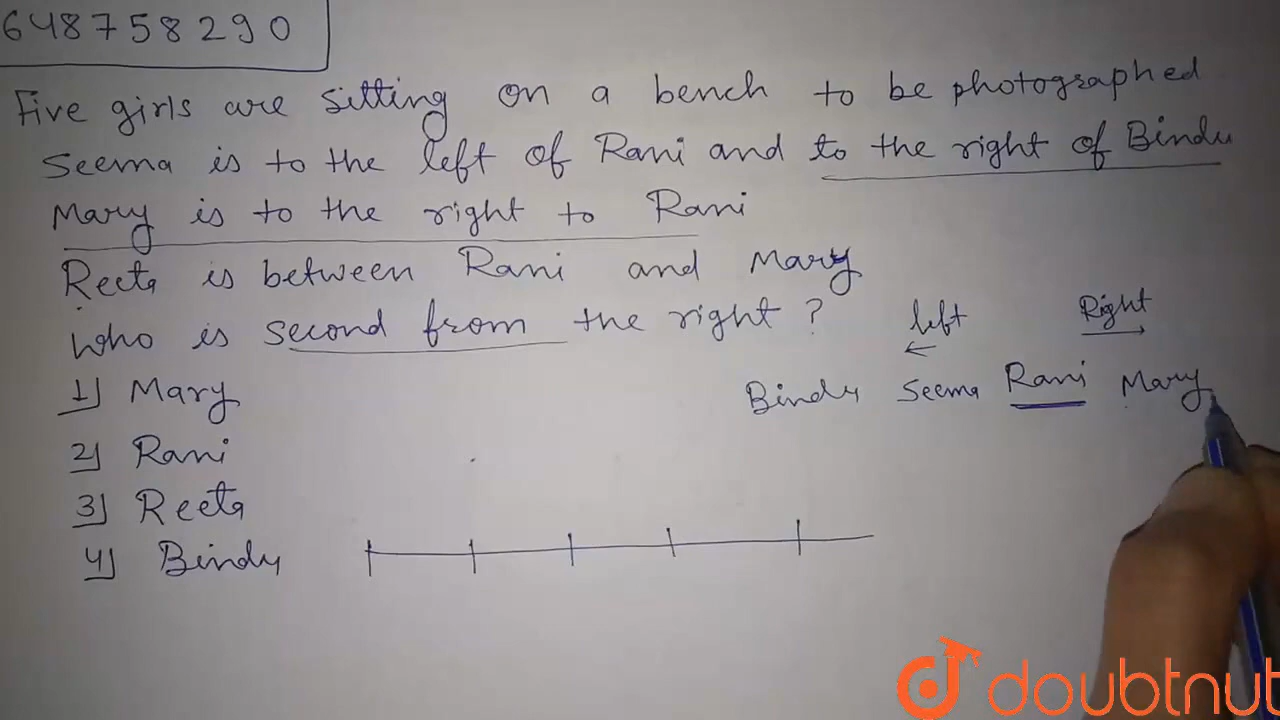 648758290
Five girls are sitting on a bench to be photographed
Seema is to the left of Rani and to the right of Bindu
Mary is to the right to Rani
Reeta is between Rani and Mary
Who is second from the right ?
left Right
1) Mary
Bindu Seema Rani Mary
2) Rani
3) Reeta
4) Bindu
doubtnut